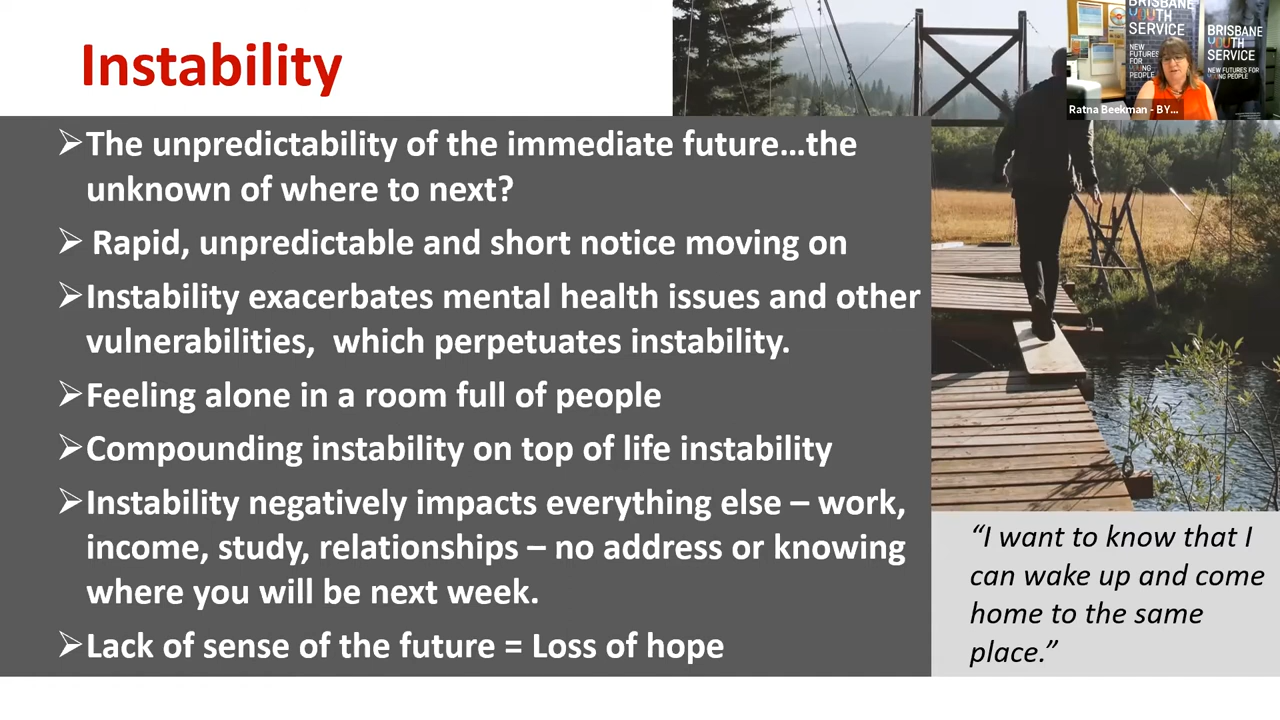 Instability
➢The unpredictability of the immediate future…the
unknown of where to next?
➢ Rapid, unpredictable and short notice moving on
➢Instability exacerbates mental health issues and other
vulnerabilities,  which perpetuates instability.
➢Feeling alone in a room full of people
➢Compounding instability on top of life instability
➢Instability negatively impacts everything else – work,
income, study, relationships – no address or knowing
where you will be next week.
➢Lack of sense of the future = Loss of hope
BRISBANE
YOUTH
SERVICE
NEW
FUTURES
FOR
YOUNG
PEOPLE
BRISBANE
YOUTH
SERVICE
NEW FUTURES FOR
YOUNG PEOPLE
Ratna Beekman - BY...
“I want to know that I
can wake up and come
home to the same
place.”